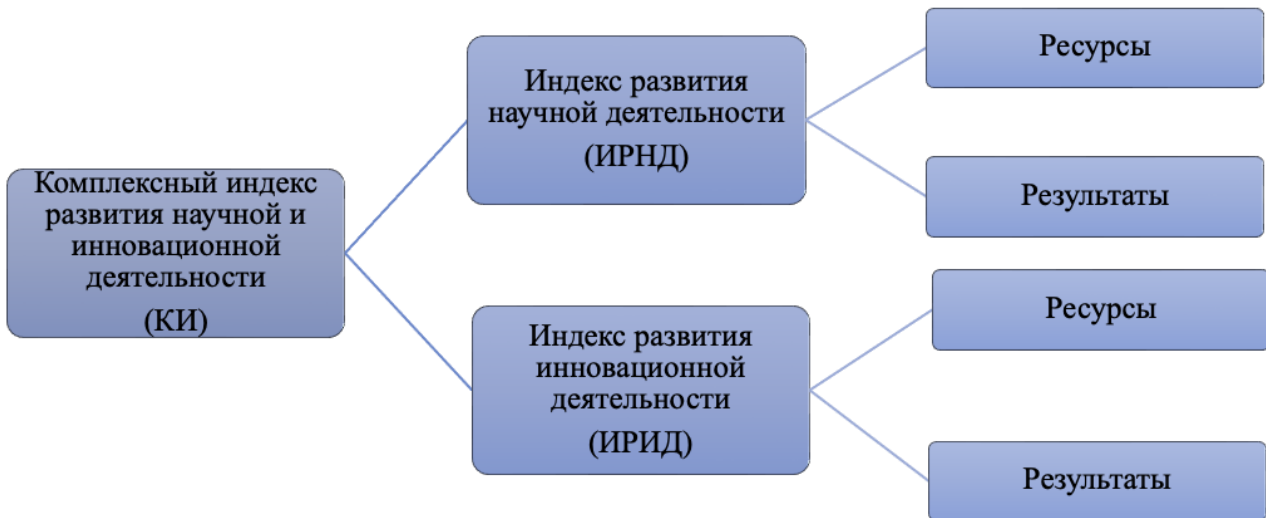 Комплексный индекс
развития научной и
инновационной
деятельности
(КИ)
Индекс развития
научной деятельности
(ИРНД)
Ресурсы
Результаты
Индекс развития
инновационной
деятельности
(ИРИД)
Ресурсы
Результаты